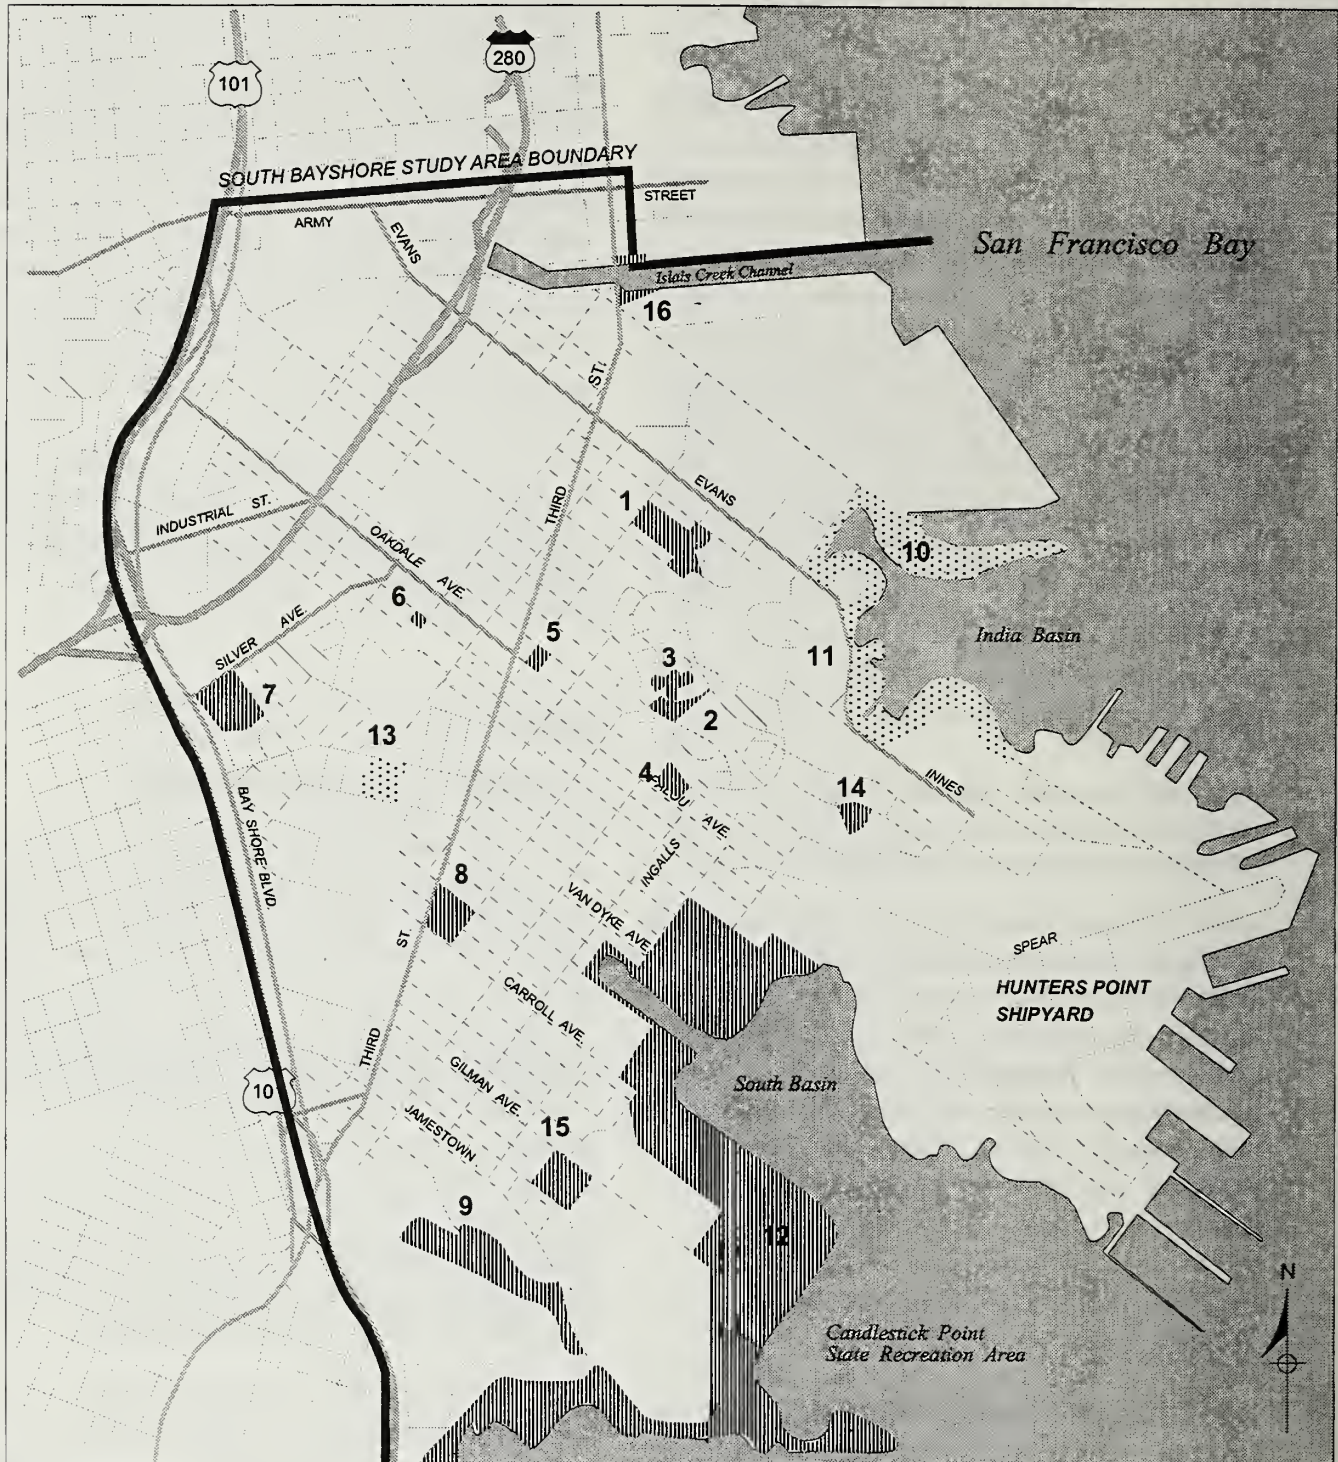 280
101
SOUTH BAYSHORE STUDY AREA BOUNDARY
STREET
ARMY
EVANS
San Francisco Bay
Islais Creek Channel
16
ST.
EVANS
1
THIRD
INDUSTRIAL ST.
OAKDALE AVE.
10
6
SILVER AVE.
5
India Basin
3
11
7
2
13
4
14
INNES
AVE.
BAY SHORE BLVD.
INGALLS
8
VAN DYKE AVE.
ST.
SPEAR
HUNTERS POINT
SHIPYARD
CARROLL AVE.
THIRD
GILMAN AVE.
South Basin
10
JAMESTOWN
15
9
12
N
Candlestick Point
State Recreation Area